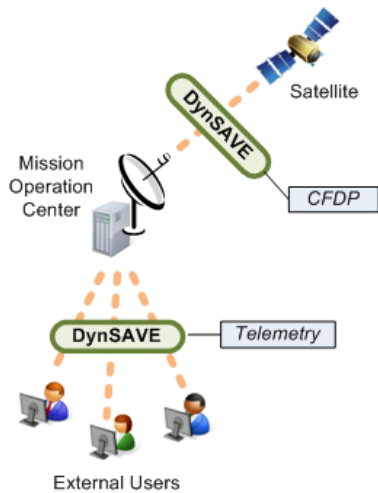 Satellite
DynSAVE
Mission
Operation
Center
CFDP
DynSAVE
Telemetry
External Users